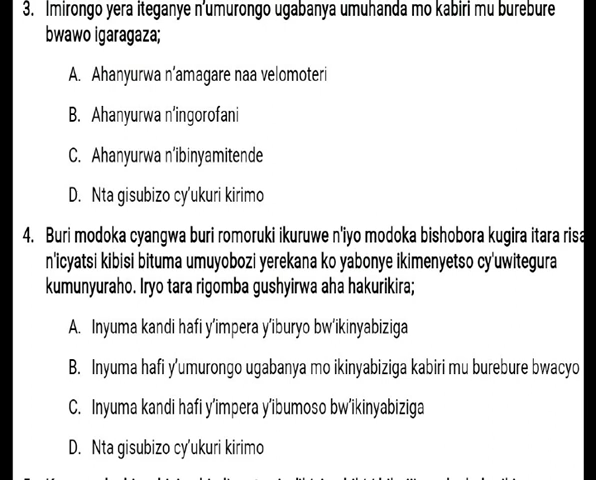 3. Imirongo yera iteganye n'umurongo ugabanya umuhanda mo kabiri mu burebure
bwawo igaragaza;
A. Ahanyurwa n'amagare naa velomoteri
B. Ahanyurwa n'ingorofani
C. Ahanyurwa n'ibinyamitende
D. Nta gisubizo cy'ukuri kirimo
4. Buri modoka cyangwa buri romoruki ikuruwe n'iyo modoka bishobora kugira itara risa
n'icyatsi kibisi bituma umuyobozi yerekana ko yabonye ikimenyetso cy'uwitegura
kumunyuraho. Iryo tara rigomba gushyirwa aha hakurikira;
A. Inyuma kandi hafi y'impera y'iburyo bw'ikinyabiziga
B. Inyuma hafi y'umurongo ugabanya mo ikinyabiziga kabiri mu burebure bwacyo
C. Inyuma kandi hafi y'impera y'ibumoso bw'ikinyabiziga
D. Nta gisubizo cy'ukuri kirimo